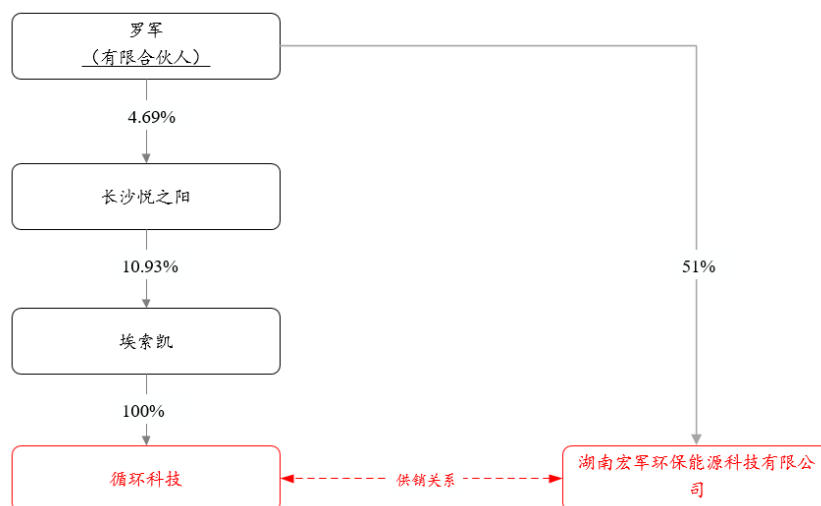 罗军
（有限合伙人）
4.69%
长沙悦之阳
10.93%
51%
埃索凯
100%
循环科技
供销关系
湖南宏军环保能源科技有限公
司